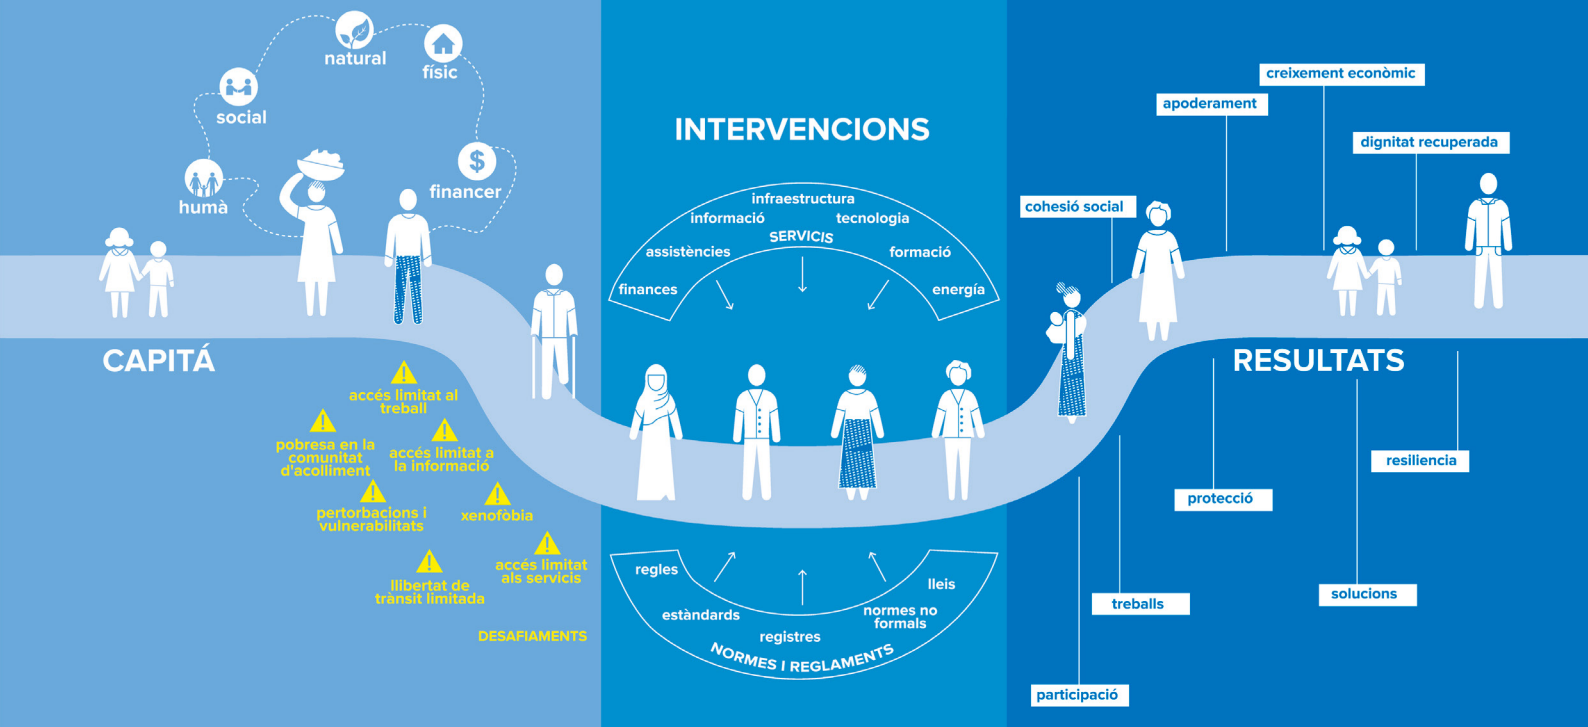 natural
físic
social
humà
financer
CAPITÁ
accés limitat al
treball
pobresa en la
comunitat
d'acolliment
accés limitat a
la informació
pertorbacions i
vulnerabilitats
xenofòbia
accés limitat
als servicis
llibertat de
trànsit limitada
DESAFIAMENTS
INTERVENCIONS
infraestructura
informació
tecnologia
SERVICIS
assistències
formació
finances
energía
regles
lleis
estàndards
normes no
formals
registres
NORMES I REGLAMENTS
creixement econòmic
apoderament
dignitat recuperada
cohesió social
RESULTATS
resiliencia
protecció
solucions
treballs
participació